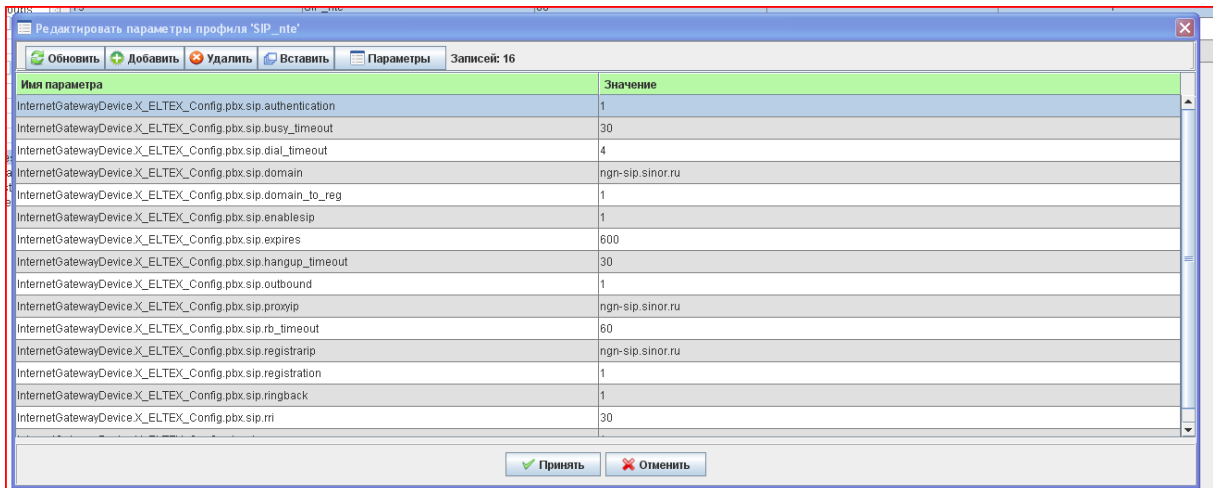 Редактировать параметры профиля 'SIP_nte'
Обновить Добавить Удалить Вставить Параметры Записей: 16
Имя параметра Значение
InternetGatewayDevice.X_ELTEX_Config.pbx.sip.authentication 1
InternetGatewayDevice.X_ELTEX_Config.pbx.sip.busy_timeout 30
InternetGatewayDevice.X_ELTEX_Config.pbx.sip.dial_timeout 4
InternetGatewayDevice.X_ELTEX_Config.pbx.sip.domain ngn-sip.sinor.ru
InternetGatewayDevice.X_ELTEX_Config.pbx.sip.domain_to_reg 1
InternetGatewayDevice.X_ELTEX_Config.pbx.sip.enablesip 1
InternetGatewayDevice.X_ELTEX_Config.pbx.sip.expires 600
InternetGatewayDevice.X_ELTEX_Config.pbx.sip.hangup_timeout 30
InternetGatewayDevice.X_ELTEX_Config.pbx.sip.outbound 1
InternetGatewayDevice.X_ELTEX_Config.pbx.sip.proxyip ngn-sip.sinor.ru
InternetGatewayDevice.X_ELTEX_Config.pbx.sip.rb_timeout 60
InternetGatewayDevice.X_ELTEX_Config.pbx.sip.registrarip ngn-sip.sinor.ru
InternetGatewayDevice.X_ELTEX_Config.pbx.sip.registration 1
InternetGatewayDevice.X_ELTEX_Config.pbx.sip.ringback 1
InternetGatewayDevice.X_ELTEX_Config.pbx.sip.rri 30
Принять Отменить